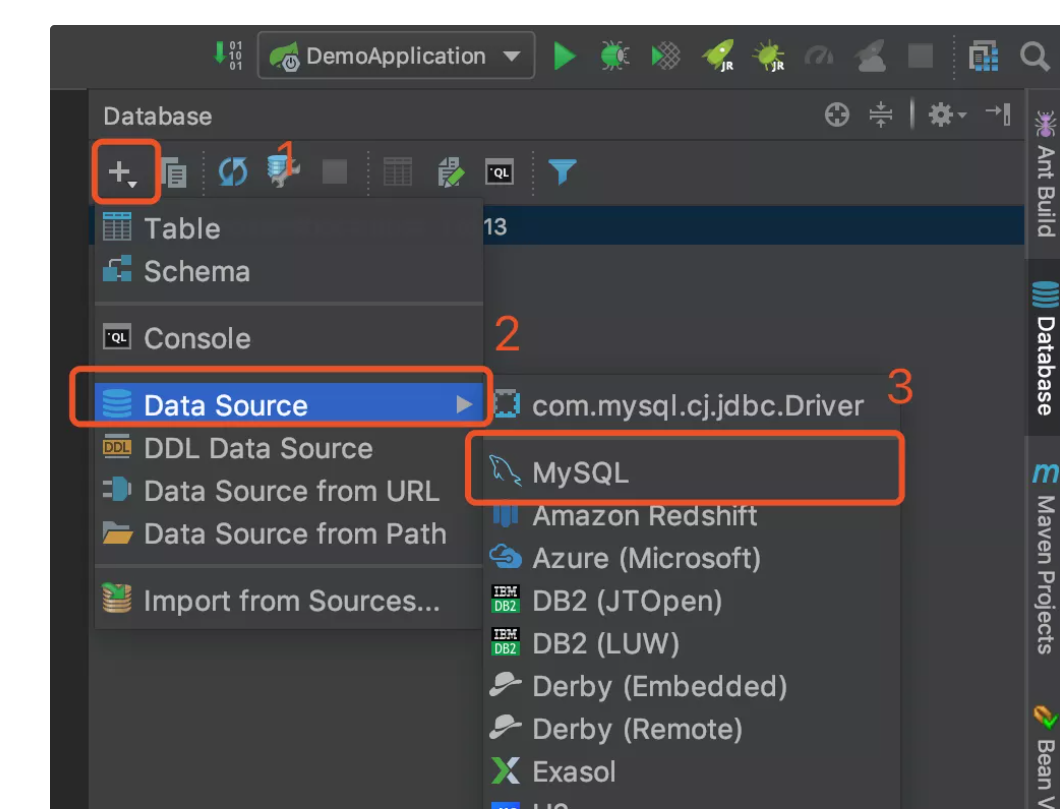 DemoApplication
Database
1
Table
13
Schema
Console
2
Data Source
com.mysql.cj.jdbc.Driver
3
DDL Data Source
MySQL
Data Source from URL
Amazon Redshift
Data Source from Path
Azure (Microsoft)
Import from Sources...
DB2 (JTOpen)
DB2 (LUW)
Derby (Embedded)
Derby (Remote)
Exasol
Ant Build
Database
Maven Projects
Bean